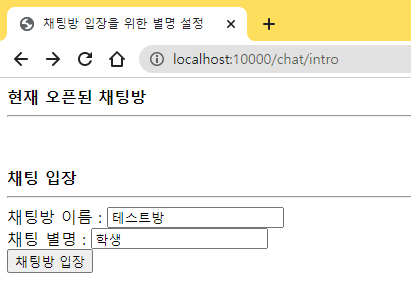 채팅방 입장을 위한 별명 설정
localhost:10000/chat/intro
현재 오픈된 채팅방
채팅 입장
채팅방 이름 : 테스트방
채팅 별명 : 학생
채팅방 입장